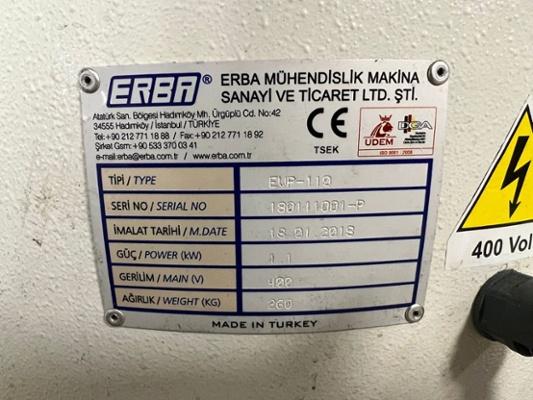 ERBA® ERBA MÜHENDİSLİK MAKİNA
SANAYİ VE TİCARET LTD. ŞTİ.
Atatürk San. Bölgesi Hadımköy Mh. Ürgüplü Cd. No:42
34555 Hadımköy / İstanbul / TÜRKİYE
Tel:+90 212 771 18 88 / Fax:+90 212 771 18 92
Şirket Gsm:+90 533 370 03 41
e-mail:erba@erba.com.tr / www.erba.com.tr
CE
TSEK
UDEM
ISO 9001 : 2008
TİPİ / TYPE
SERİ NO / SERIAL NO 180111001-P
İMALAT TARİHİ / M.DATE 18.01.2018
GÜÇ / POWER (kW) 1.1
GERİLİM / MAIN (V) 400
AĞIRLIK / WEIGHT (KG) 260
MADE IN TURKEY
400 Vol